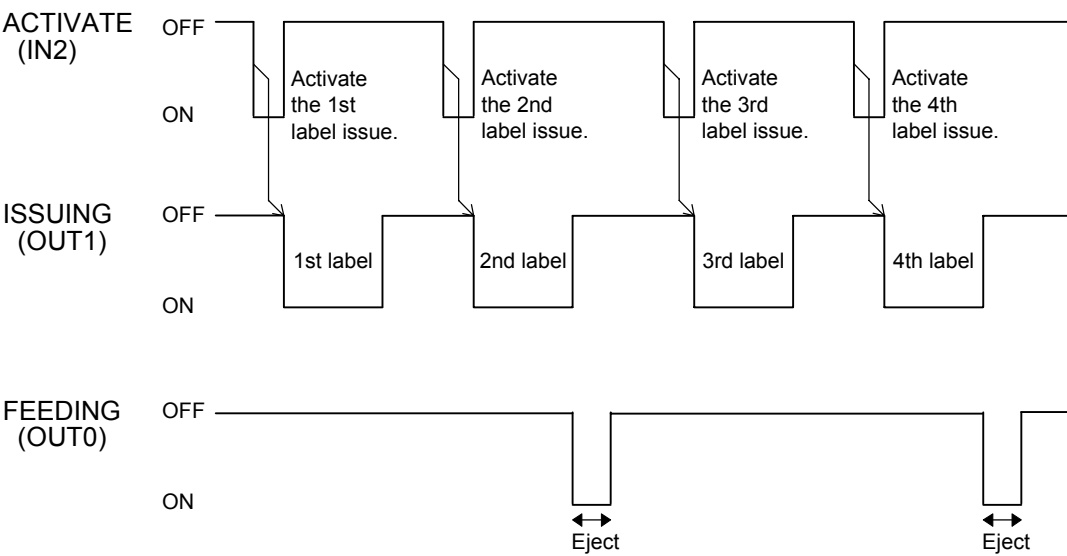 ACTIVATE
(IN2)
OFF
ON
Activate
the 1st
label issue.
Activate
the 2nd
label issue.
Activate
the 3rd
label issue.
Activate
the 4th
label issue.
ISSUING
(OUT1)
OFF
ON
1st label
2nd label
3rd label
4th label
FEEDING
(OUT0)
OFF
ON
Eject
Eject